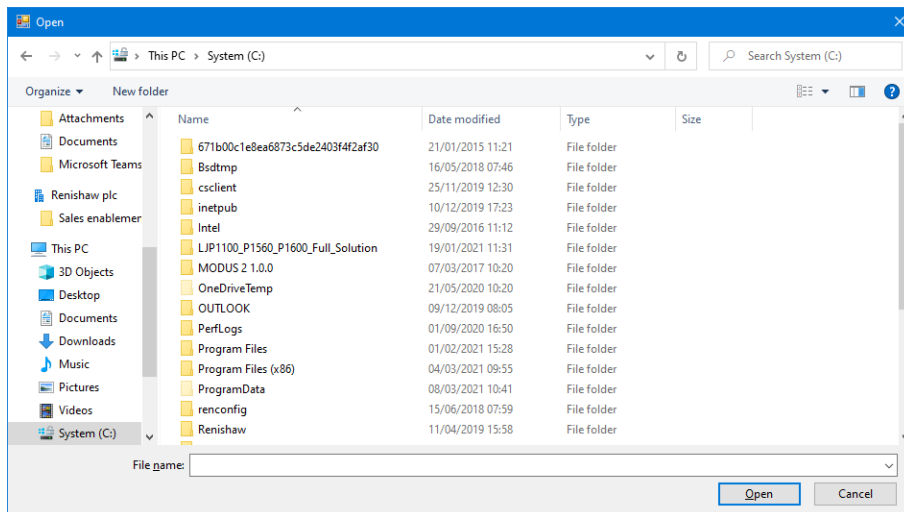 Open
This PC > System (C:)
Search System (C:)
Organize
New folder
Attachments
Documents
Microsoft Teams
Renishaw plc
Sales enablemer
This PC
3D Objects
Desktop
Documents
Downloads
Music
Pictures
Videos
System (C:)
Name Date modified Type Size
671b00c1e8ea6873c5de2403f4f2af30 21/01/2015 11:21 File folder
Bsdtmp 16/05/2018 07:46 File folder
csclient 25/11/2019 12:30 File folder
inetpub 10/12/2019 17:23 File folder
Intel 29/09/2016 11:12 File folder
LJP1100_P1560_P1600_Full_Solution 19/01/2021 11:31 File folder
MODUS 2 1.0.0 07/03/2017 10:20 File folder
OneDriveTemp 21/05/2020 10:20 File folder
OUTLOOK 09/12/2019 08:05 File folder
PerfLogs 01/09/2020 16:50 File folder
Program Files 01/02/2021 15:28 File folder
Program Files (x86) 04/03/2021 09:55 File folder
ProgramData 08/03/2021 10:41 File folder
renconfig 15/06/2018 07:59 File folder
Renishaw 11/04/2019 15:58 File folder
File name:
Open Cancel